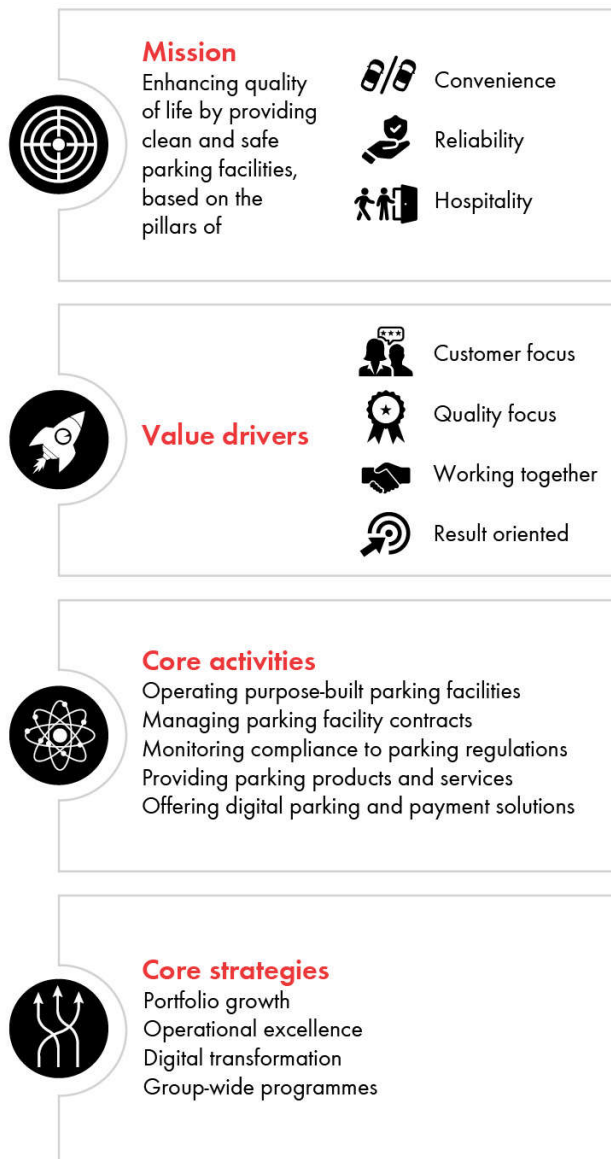 Mission
Enhancing quality
of life by providing
clean and safe
parking facilities,
based on the
pillars of
Convenience
Reliability
Hospitality
Value drivers
Customer focus
Quality focus
Working together
Result oriented
Core activities
Operating purpose-built parking facilities
Managing parking facility contracts
Monitoring compliance to parking regulations
Providing parking products and services
Offering digital parking and payment solutions
Core strategies
Portfolio growth
Operational excellence
Digital transformation
Group-wide programmes